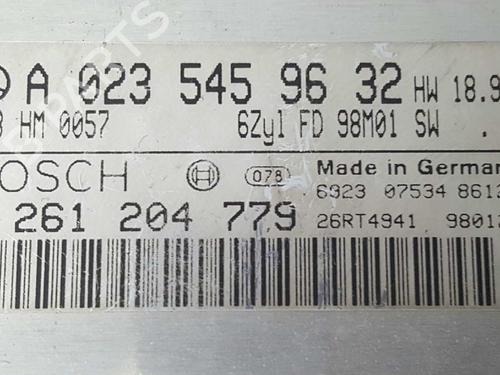 A 023 545 96 32 HW 18.9
HM 0057 6Zyl FD 98M01 SW .
OSCH 078 Made in German
6923 07534 861
261 204 779 26RT4941 9801
PARTS